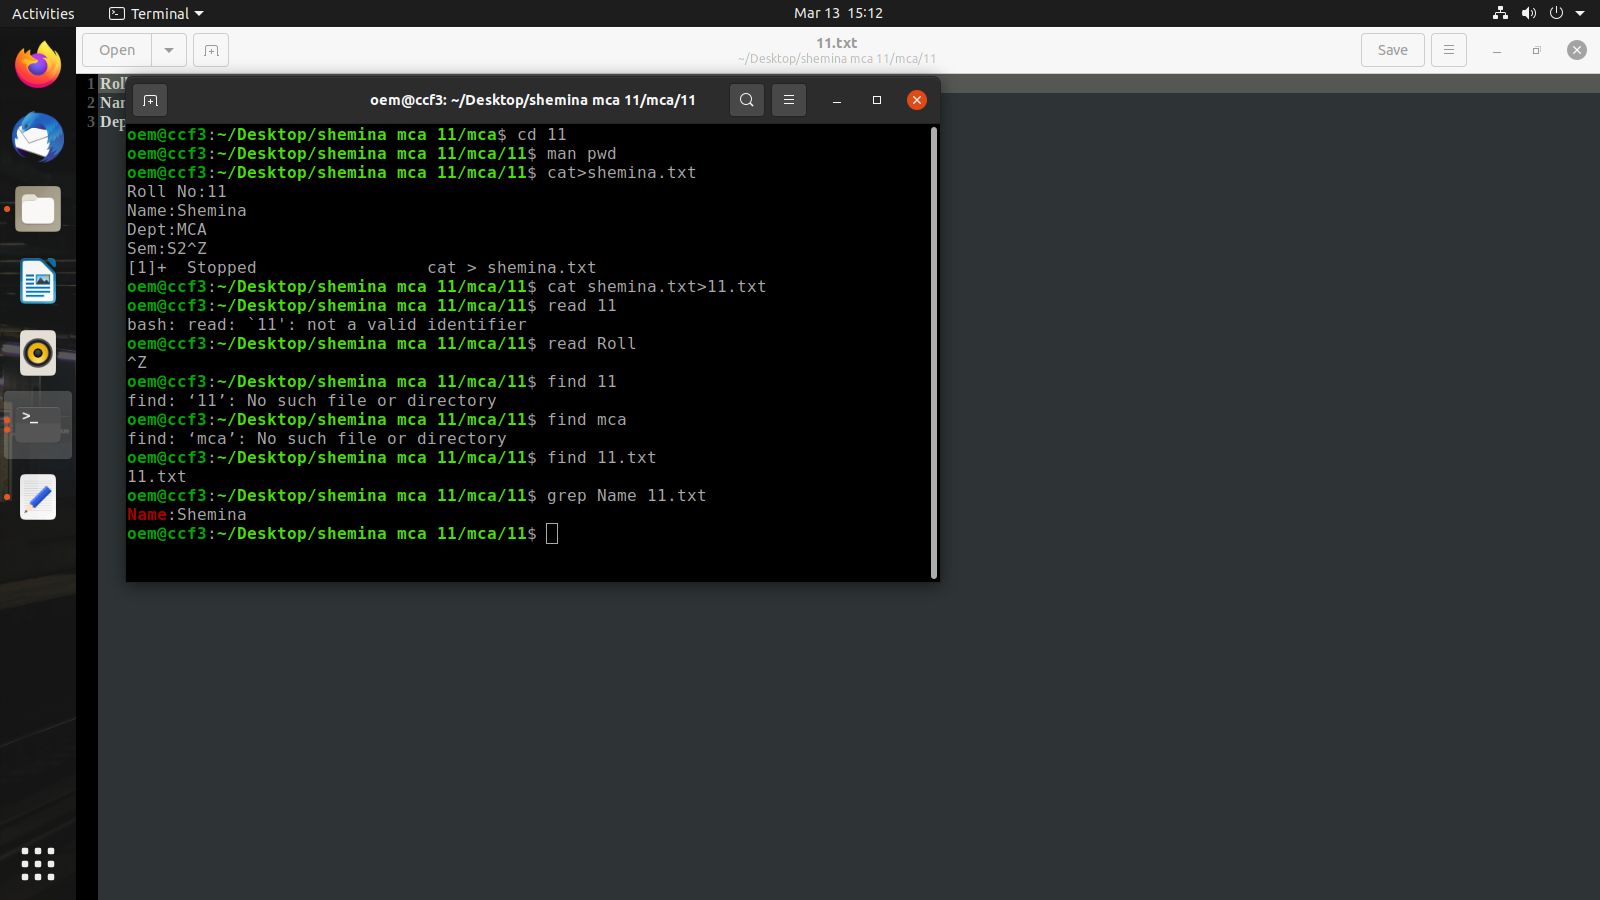 Activities Terminal Mar 13 15:12
Open 11.txt Save
~/Desktop/shemina mca 11/mca/11
1 Roll
2 Nam
3 Dep
oem@ccf3: ~/Desktop/shemina mca 11/mca/11
oem@ccf3:~/Desktop/shemina mca 11/mca$ cd 11
oem@ccf3:~/Desktop/shemina mca 11/mca/11$ man pwd
oem@ccf3:~/Desktop/shemina mca 11/mca/11$ cat>shemina.txt
Roll No:11
Name:Shemina
Dept:MCA
Sem:S2^Z
[1]+  Stopped                 cat > shemina.txt
oem@ccf3:~/Desktop/shemina mca 11/mca/11$ cat shemina.txt>11.txt
oem@ccf3:~/Desktop/shemina mca 11/mca/11$ read 11
bash: read: `11': not a valid identifier
oem@ccf3:~/Desktop/shemina mca 11/mca/11$ read Roll
^Z
oem@ccf3:~/Desktop/shemina mca 11/mca/11$ find 11
find: ‘11’: No such file or directory
oem@ccf3:~/Desktop/shemina mca 11/mca/11$ find mca
find: ‘mca’: No such file or directory
oem@ccf3:~/Desktop/shemina mca 11/mca/11$ find 11.txt
11.txt
oem@ccf3:~/Desktop/shemina mca 11/mca/11$ grep Name 11.txt
Name:Shemina
oem@ccf3:~/Desktop/shemina mca 11/mca/11$